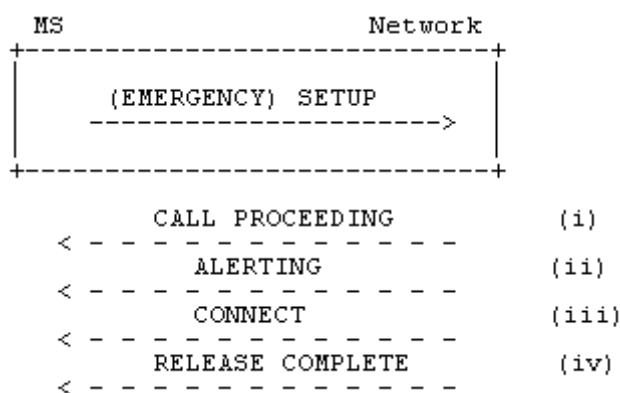 MS Network
(EMERGENCY) SETUP
CALL PROCEEDING (i)
ALERTING (ii)
CONNECT (iii)
RELEASE COMPLETE (iv)